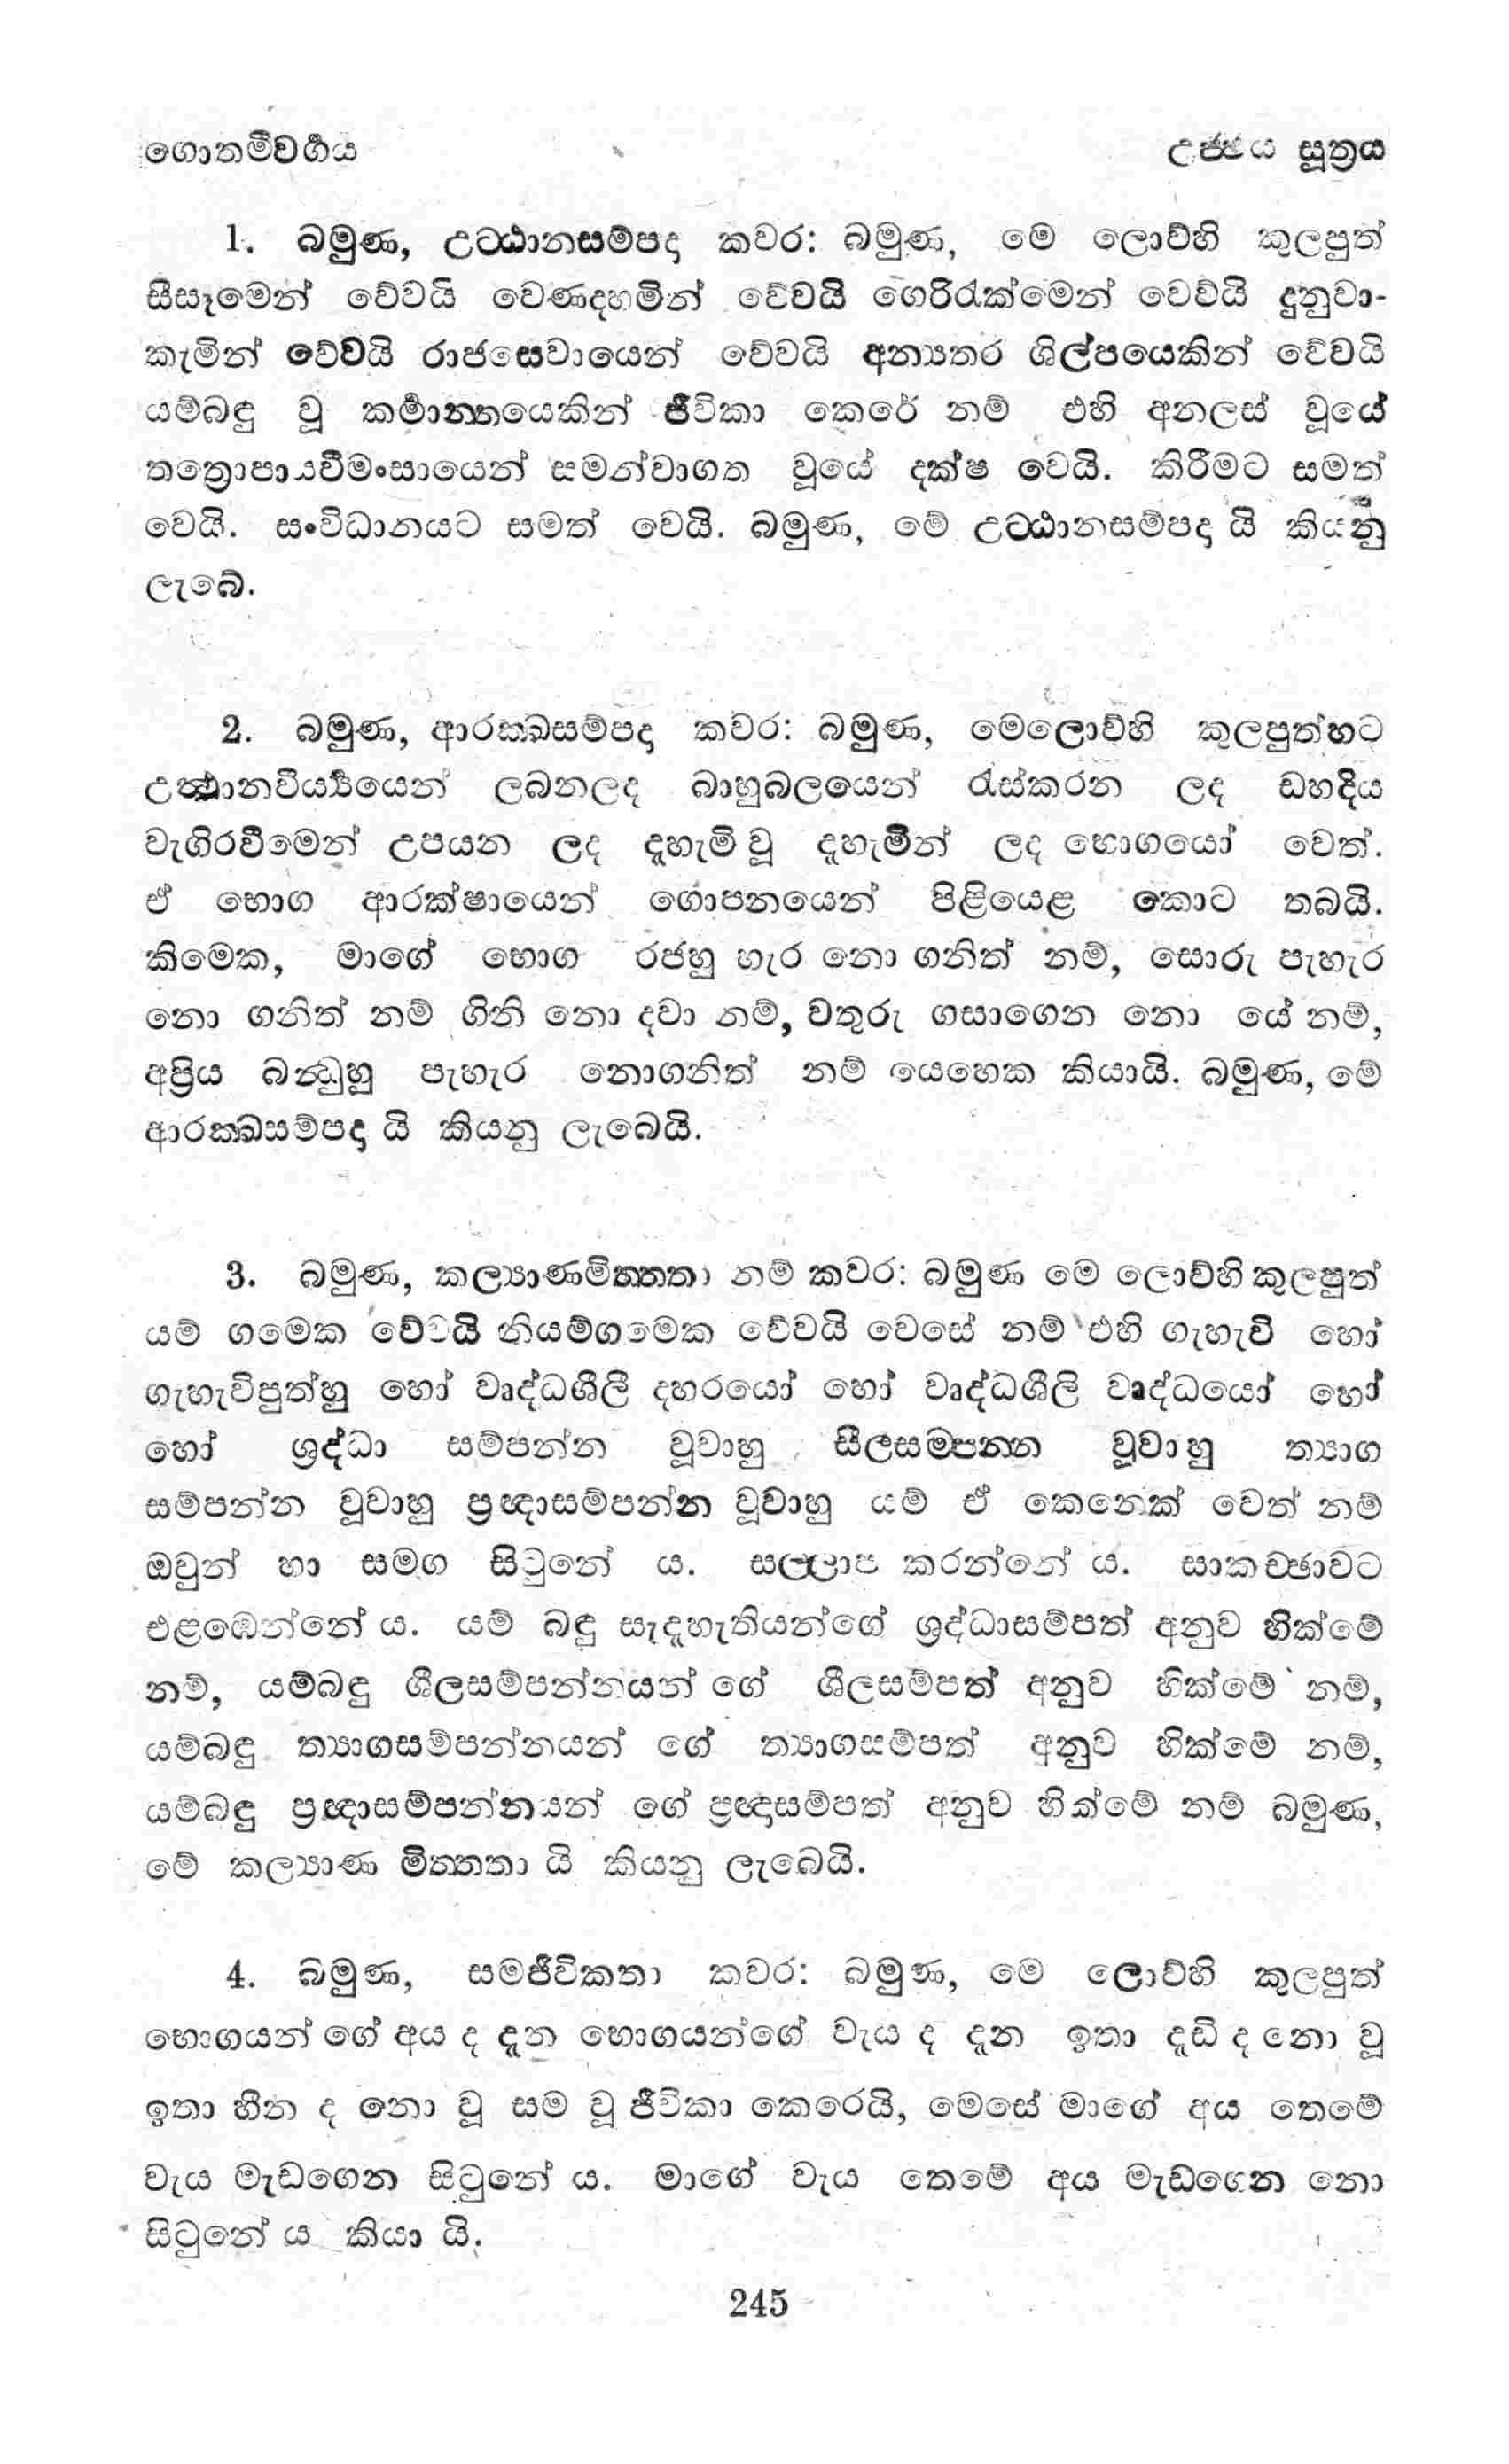 ගොතමීවර්‍ගය උජ්ජය සූත්‍රය
1. බමුණ, උට්ඨානසම්පදා කවර: බමුණ, මෙ ලොව්හි කුලපුත්
සීසෑමෙන් වේවයි වෙණදහමින් වේවයි ගෙරිරැක්මෙන් වේවයි දුනුවා-
කැමින් වේවයි රාජසෙවායෙන් වේවයි අන්‍යතර ශිල්පයෙකින් වේවයි
යම්බඳු වූ කර්‍මාන්තයෙකින් ජීවිකා කෙරේ නම් එහි අනලස් වූයේ
තත්‍රොපායවීමංසායෙන් සමන්වාගත වූයේ දක්ෂ වෙයි. කිරීමට සමත්
වෙයි. සංවිධානයට සමත් වෙයි. බමුණ, මේ උට්ඨානසම්පදා යි කියනු
ලැබේ.
2. බමුණ, ආරක්ඛසම්පදා කවර: බමුණ, මෙලොව්හි කුලපුත්හට
උත්ථානවීර්‍ය්‍යයෙන් ලබනලද බාහුබලයෙන් රැස්කරන ලද ඩහදිය
වැගිරවීමෙන් උපයන ලද දැහැමි වූ දැහැමින් ලද භොගයෝ වෙත්.
ඒ භොග ආරක්ෂායෙන් ගොපනයෙන් පිළියෙළ කොට තබයි.
කිමෙක, මාගේ භොග රජහු හැර නො ගනිත් නම්, සොරු පැහැර
නො ගනිත් නම් ගිනි නො දවා නම්, වතුරු ගසාගෙන නො යේ නම්,
අප්‍රිය බන්ධුහු පැහැර නොගනිත් නම් යෙහෙක කියායි. බමුණ, මේ
ආරක්ඛසම්පදා යි කියනු ලැබෙයි.
3. බමුණ, කල්‍යාණමිත්තතා නම් කවර: බමුණ මෙ ලොව්හි කුලපුත්
යම් ගමෙක වේවයි නියම්ගමෙක වේවයි වෙසේ නම් එහි ගැහැවි හෝ
ගැහැවිපුත්හු හෝ වෘද්ධශීලී දහරයෝ හෝ වෘද්ධශීලි වෘද්ධයෝ හෝ
හෝ ශ්‍රද්ධා සම්පන්න වූවාහු සීලසම්පන්න වූවාහු ත්‍යාග
සම්පන්න වූවාහු ප්‍රඥාසම්පන්න වූවාහු යම් ඒ කෙනෙක් වෙත් නම්
ඔවුන් හා සමග සිටුනේ ය. සල්ලාප කරන්නේ ය. සාකච්ඡාවට
එළඹෙන්නේ ය. යම් බඳු සැදැහැතියන්ගේ ශ්‍රද්ධාසම්පත් අනුව හික්මේ
නම්, යම්බඳු ශීලසම්පන්නයන් ගේ ශීලසම්පත් අනුව හික්මේ නම්,
යම්බඳු ත්‍යාගසම්පන්නයන් ගේ ත්‍යාගසම්පත් අනුව හික්මේ නම්,
යම්බඳු ප්‍රඥාසම්පන්නයන් ගේ ප්‍රඥාසම්පත් අනුව හික්මේ නම් බමුණ,
මේ කල්‍යාණ මිත්තතා යි කියනු ලැබෙයි.
4. බමුණ, සමජීවිකතා කවර: බමුණ, මෙ ලොව්හි කුලපුත්
භොගයන් ගේ අය ද දැන භොගයන්ගේ වැය ද දැන ඉතා දැඩි ද නො වූ
ඉතා හීන ද නො වූ සම වූ ජීවිකා කෙරෙයි, මෙසේ මාගේ අය තෙමේ
වැය මැඩගෙන සිටුනේ ය. මාගේ වැය තෙමේ අය මැඩගෙන නො
සිටුනේ ය කියා යි.
245